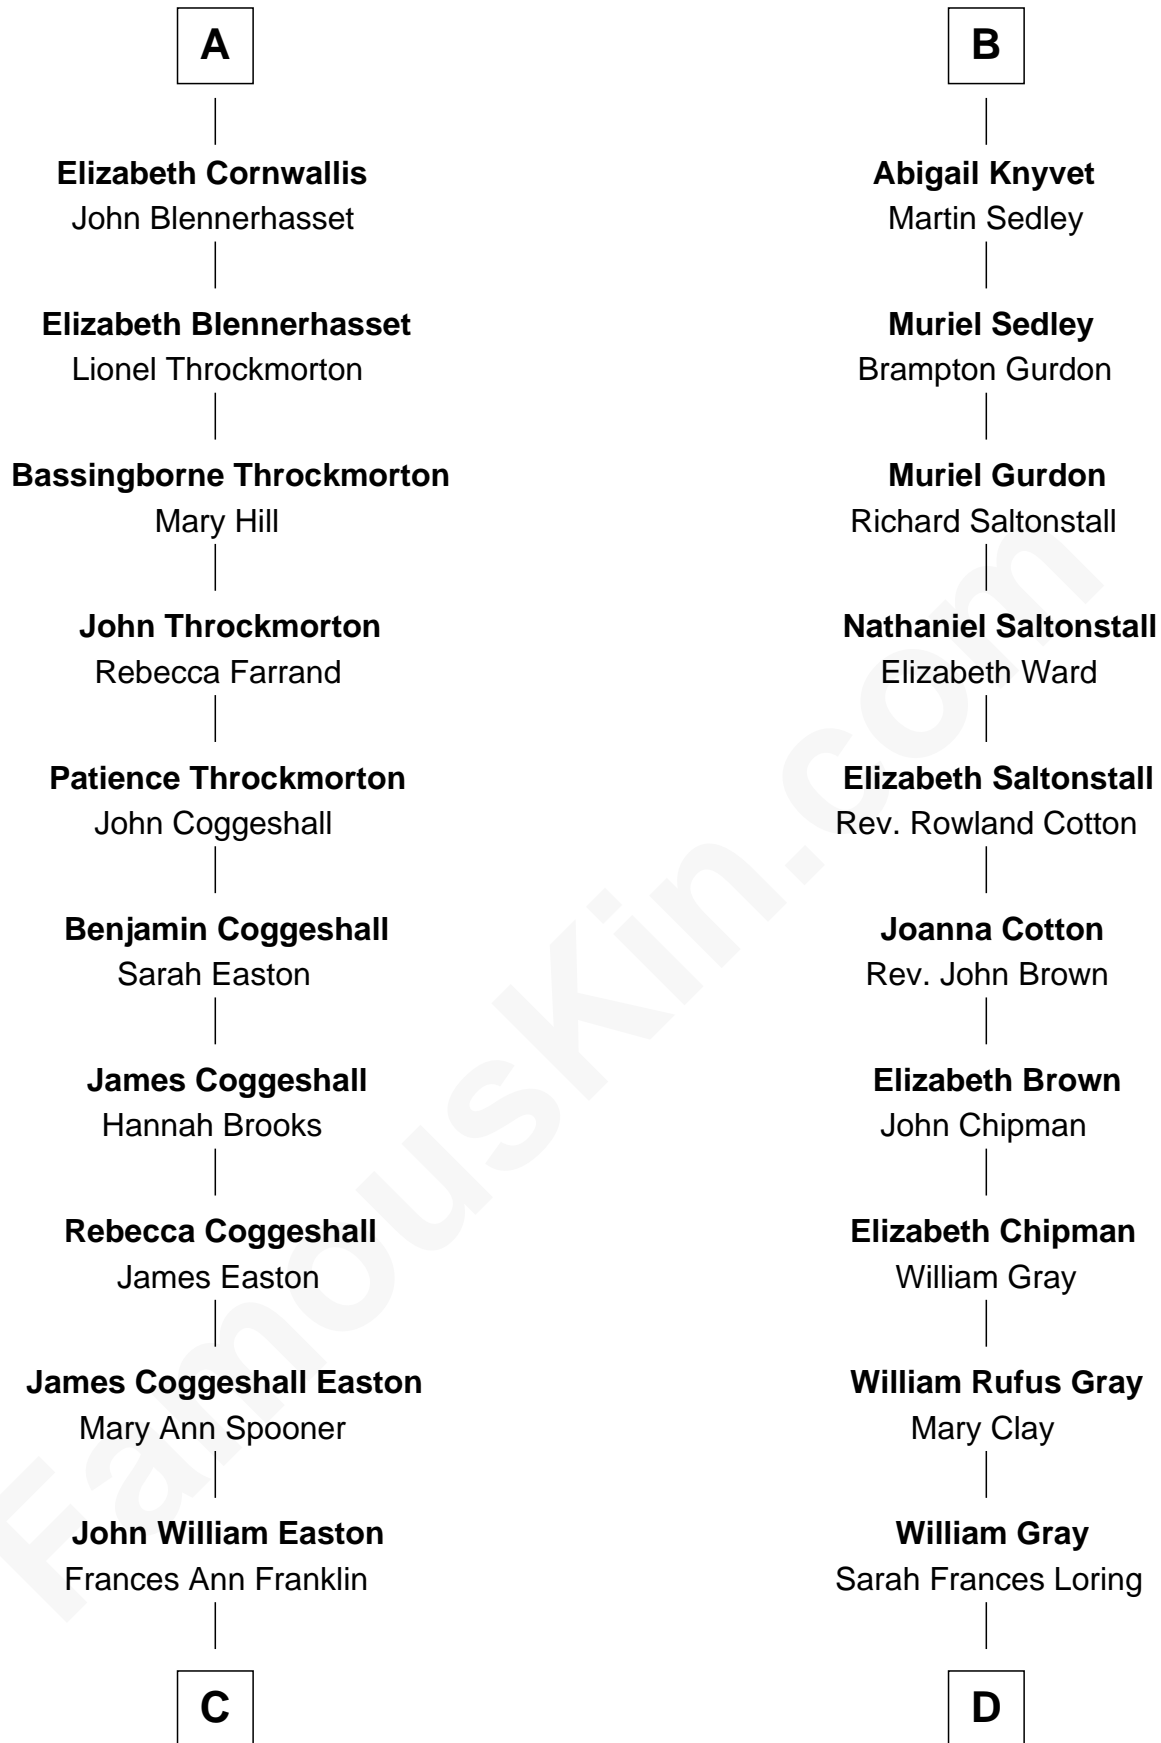 A
Elizabeth Cornwallis
John Blennerhasset
Elizabeth Blennerhasset
Lionel Throckmorton
Bassingborne Throckmorton
Mary Hill
John Throckmorton
Rebecca Farrand
Patience Throckmorton
John Coggeshall
Benjamin Coggeshall
Sarah Easton
James Coggeshall
Hannah Brooks
Rebecca Coggeshall
James Easton
James Coggeshall Easton
Mary Ann Spooner
John William Easton
Frances Ann Franklin
C
B
Abigail Knyvet
Martin Sedley
Muriel Sedley
Brampton Gurdon
Muriel Gurdon
Richard Saltonstall
Nathaniel Saltonstall
Elizabeth Ward
Elizabeth Saltonstall
Rev. Rowland Cotton
Joanna Cotton
Rev. John Brown
Elizabeth Brown
John Chipman
Elizabeth Chipman
William Gray
William Rufus Gray
Mary Clay
William Gray
Sarah Frances Loring
D
FamousKin.com